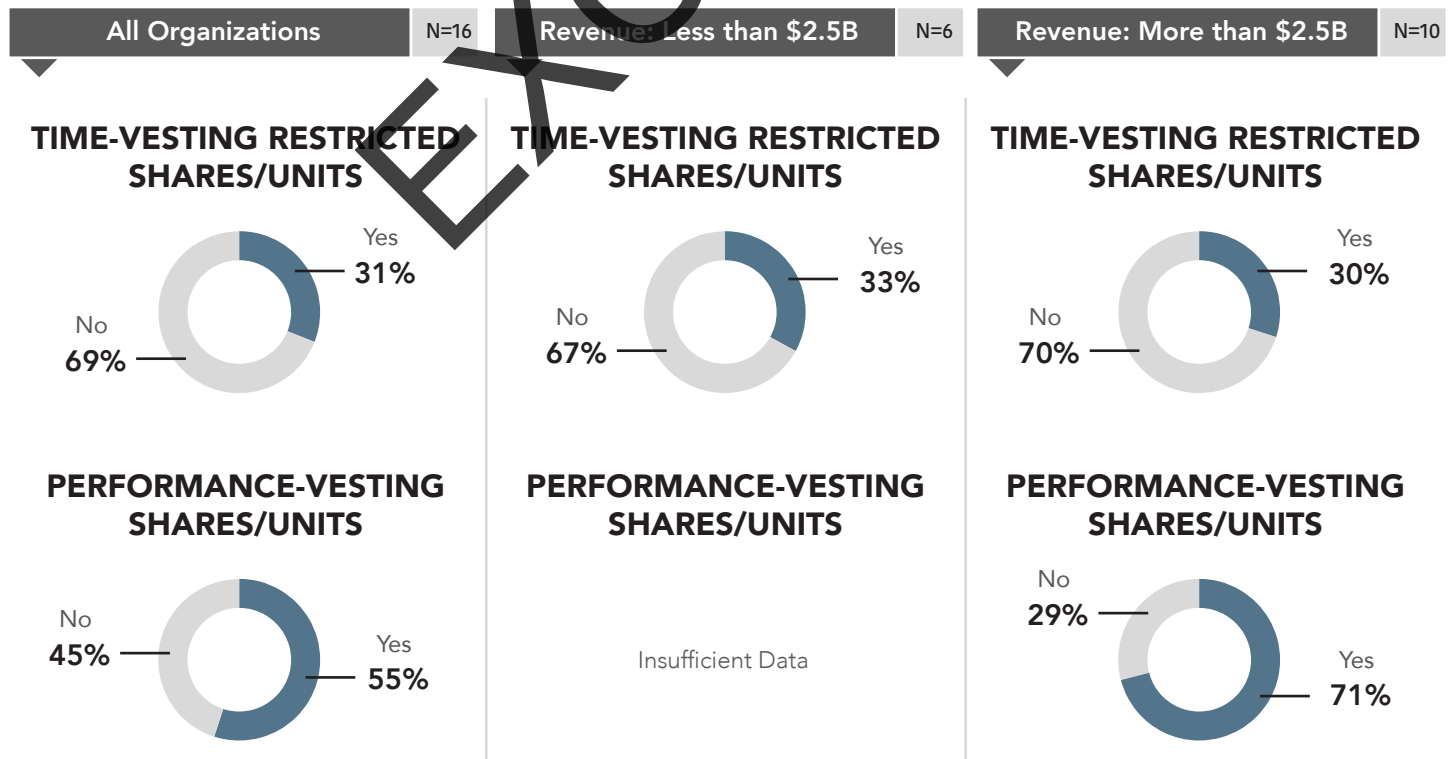 All Organizations N=16
Revenue: Less than $2.5B N=6
Revenue: More than $2.5B N=10
TIME-VESTING RESTRICTED
SHARES/UNITS
Yes
31%
No
69%
TIME-VESTING RESTRICTED
SHARES/UNITS
Yes
33%
No
67%
TIME-VESTING RESTRICTED
SHARES/UNITS
Yes
30%
No
70%
PERFORMANCE-VESTING
SHARES/UNITS
No
45%
Yes
55%
PERFORMANCE-VESTING
SHARES/UNITS
Insufficient Data
PERFORMANCE-VESTING
SHARES/UNITS
No
29%
Yes
71%